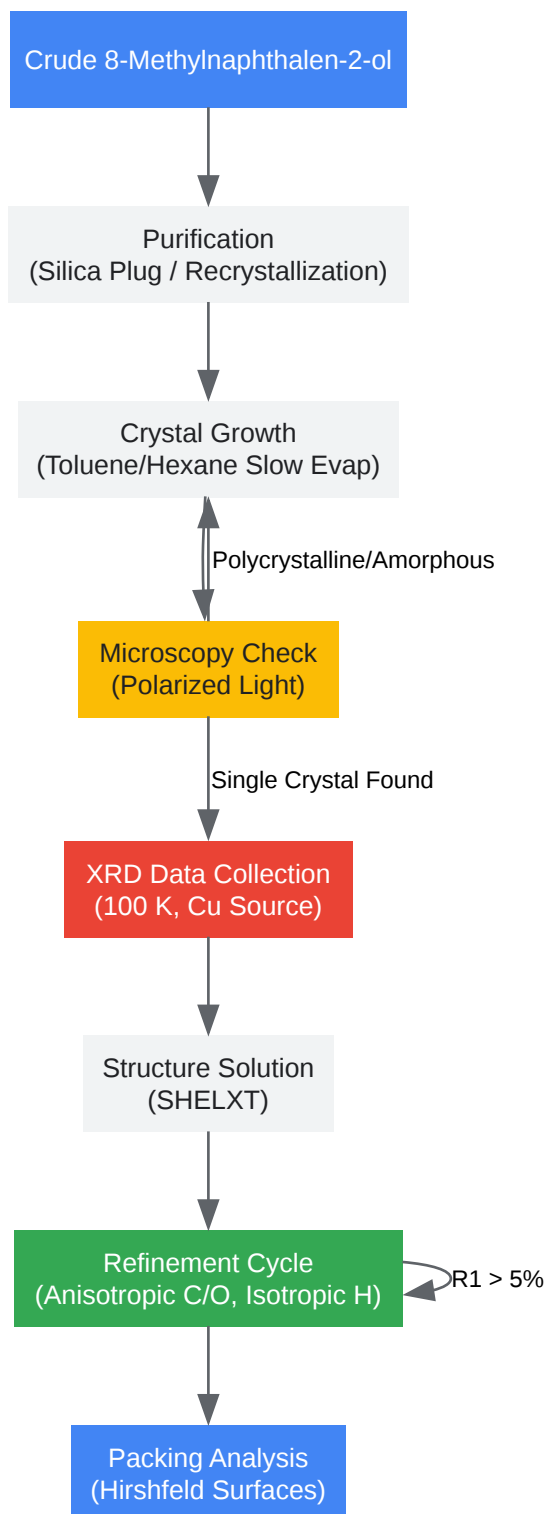 Crude 8-Methylnaphthalen-2-ol
Purification
(Silica Plug / Recrystallization)
Crystal Growth
(Toluene/Hexane Slow Evap)
Polycrystalline/Amorphous
Microscopy Check
(Polarized Light)
Single Crystal Found
XRD Data Collection
(100 K, Cu Source)
Structure Solution
(SHELXT)
Refinement Cycle
(Anisotropic C/O, Isotropic H)
R1 > 5%
Packing Analysis
(Hirshfeld Surfaces)